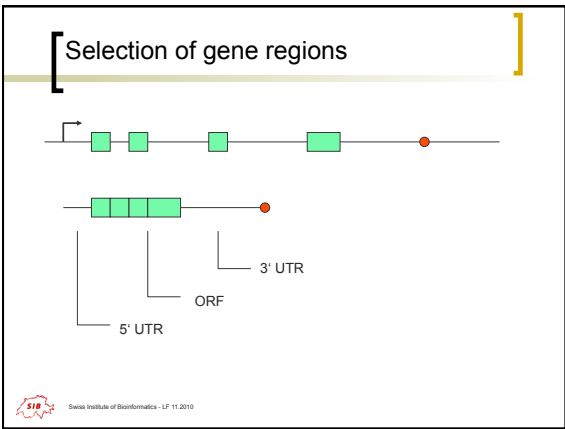 Selection of gene regions
3‘ UTR
ORF
5‘ UTR
SIB
Swiss Institute of Bioinformatics - LF 11.2010